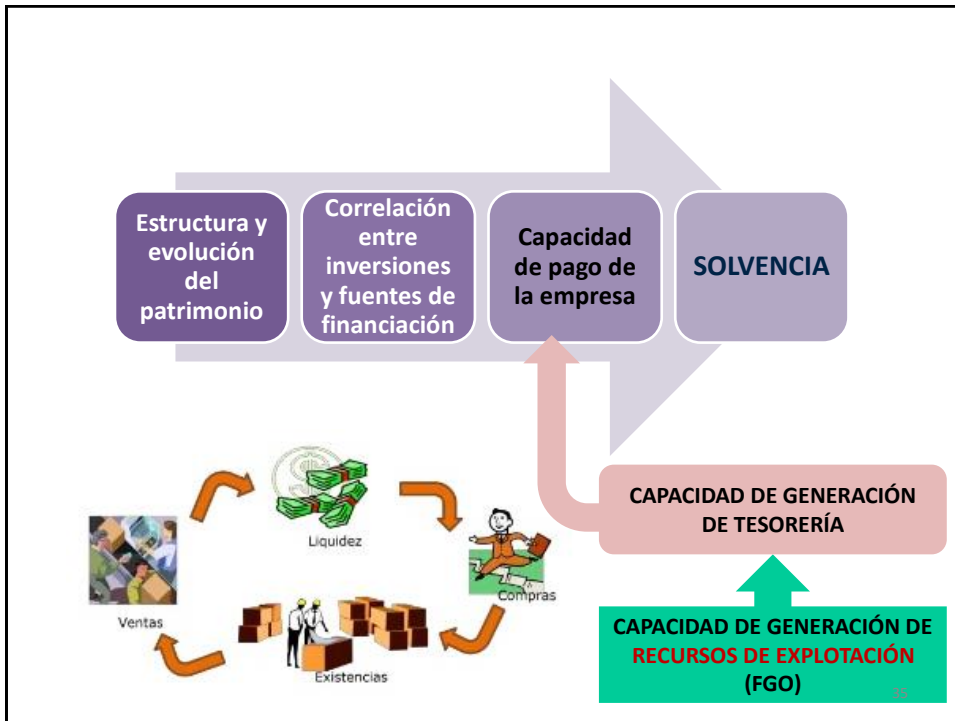 Estructura y
evolución
del
patrimonio
Correlación
entre
inversiones
y fuentes de
financiación
Capacidad
de pago de
la empresa
SOLVENCIA
Liquidez
Compras
Existencias
Ventas
CAPACIDAD DE GENERACIÓN
DE TESORERÍA
CAPACIDAD DE GENERACIÓN DE
RECURSOS DE EXPLOTACIÓN
(FGO)
35